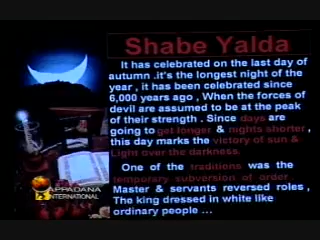 Shabe Yalda
It has celebrated on the last day of
autumn .it's the longest night of the
year , it has been celebrated since
6,000 years ago , When the forces of
devil are assumed to be at the peak
of their strength . Since days are
going to get longer & nights shorter ,
this day marks the victory of sun &
Light over the darkness.
One of the traditions was the
temporary subversion of order .
Master & servants reversed roles ,
The king dressed in white like
ordinary people ...
APPADANA
INTERNATIONAL